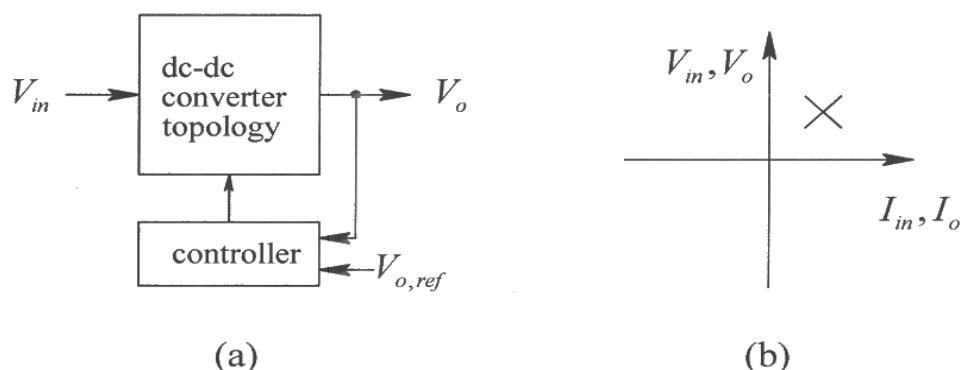 dc-dc
converter
topology
V_in
V_o
controller
V_o,ref
(a)
V_in, V_o
I_in, I_o
(b)